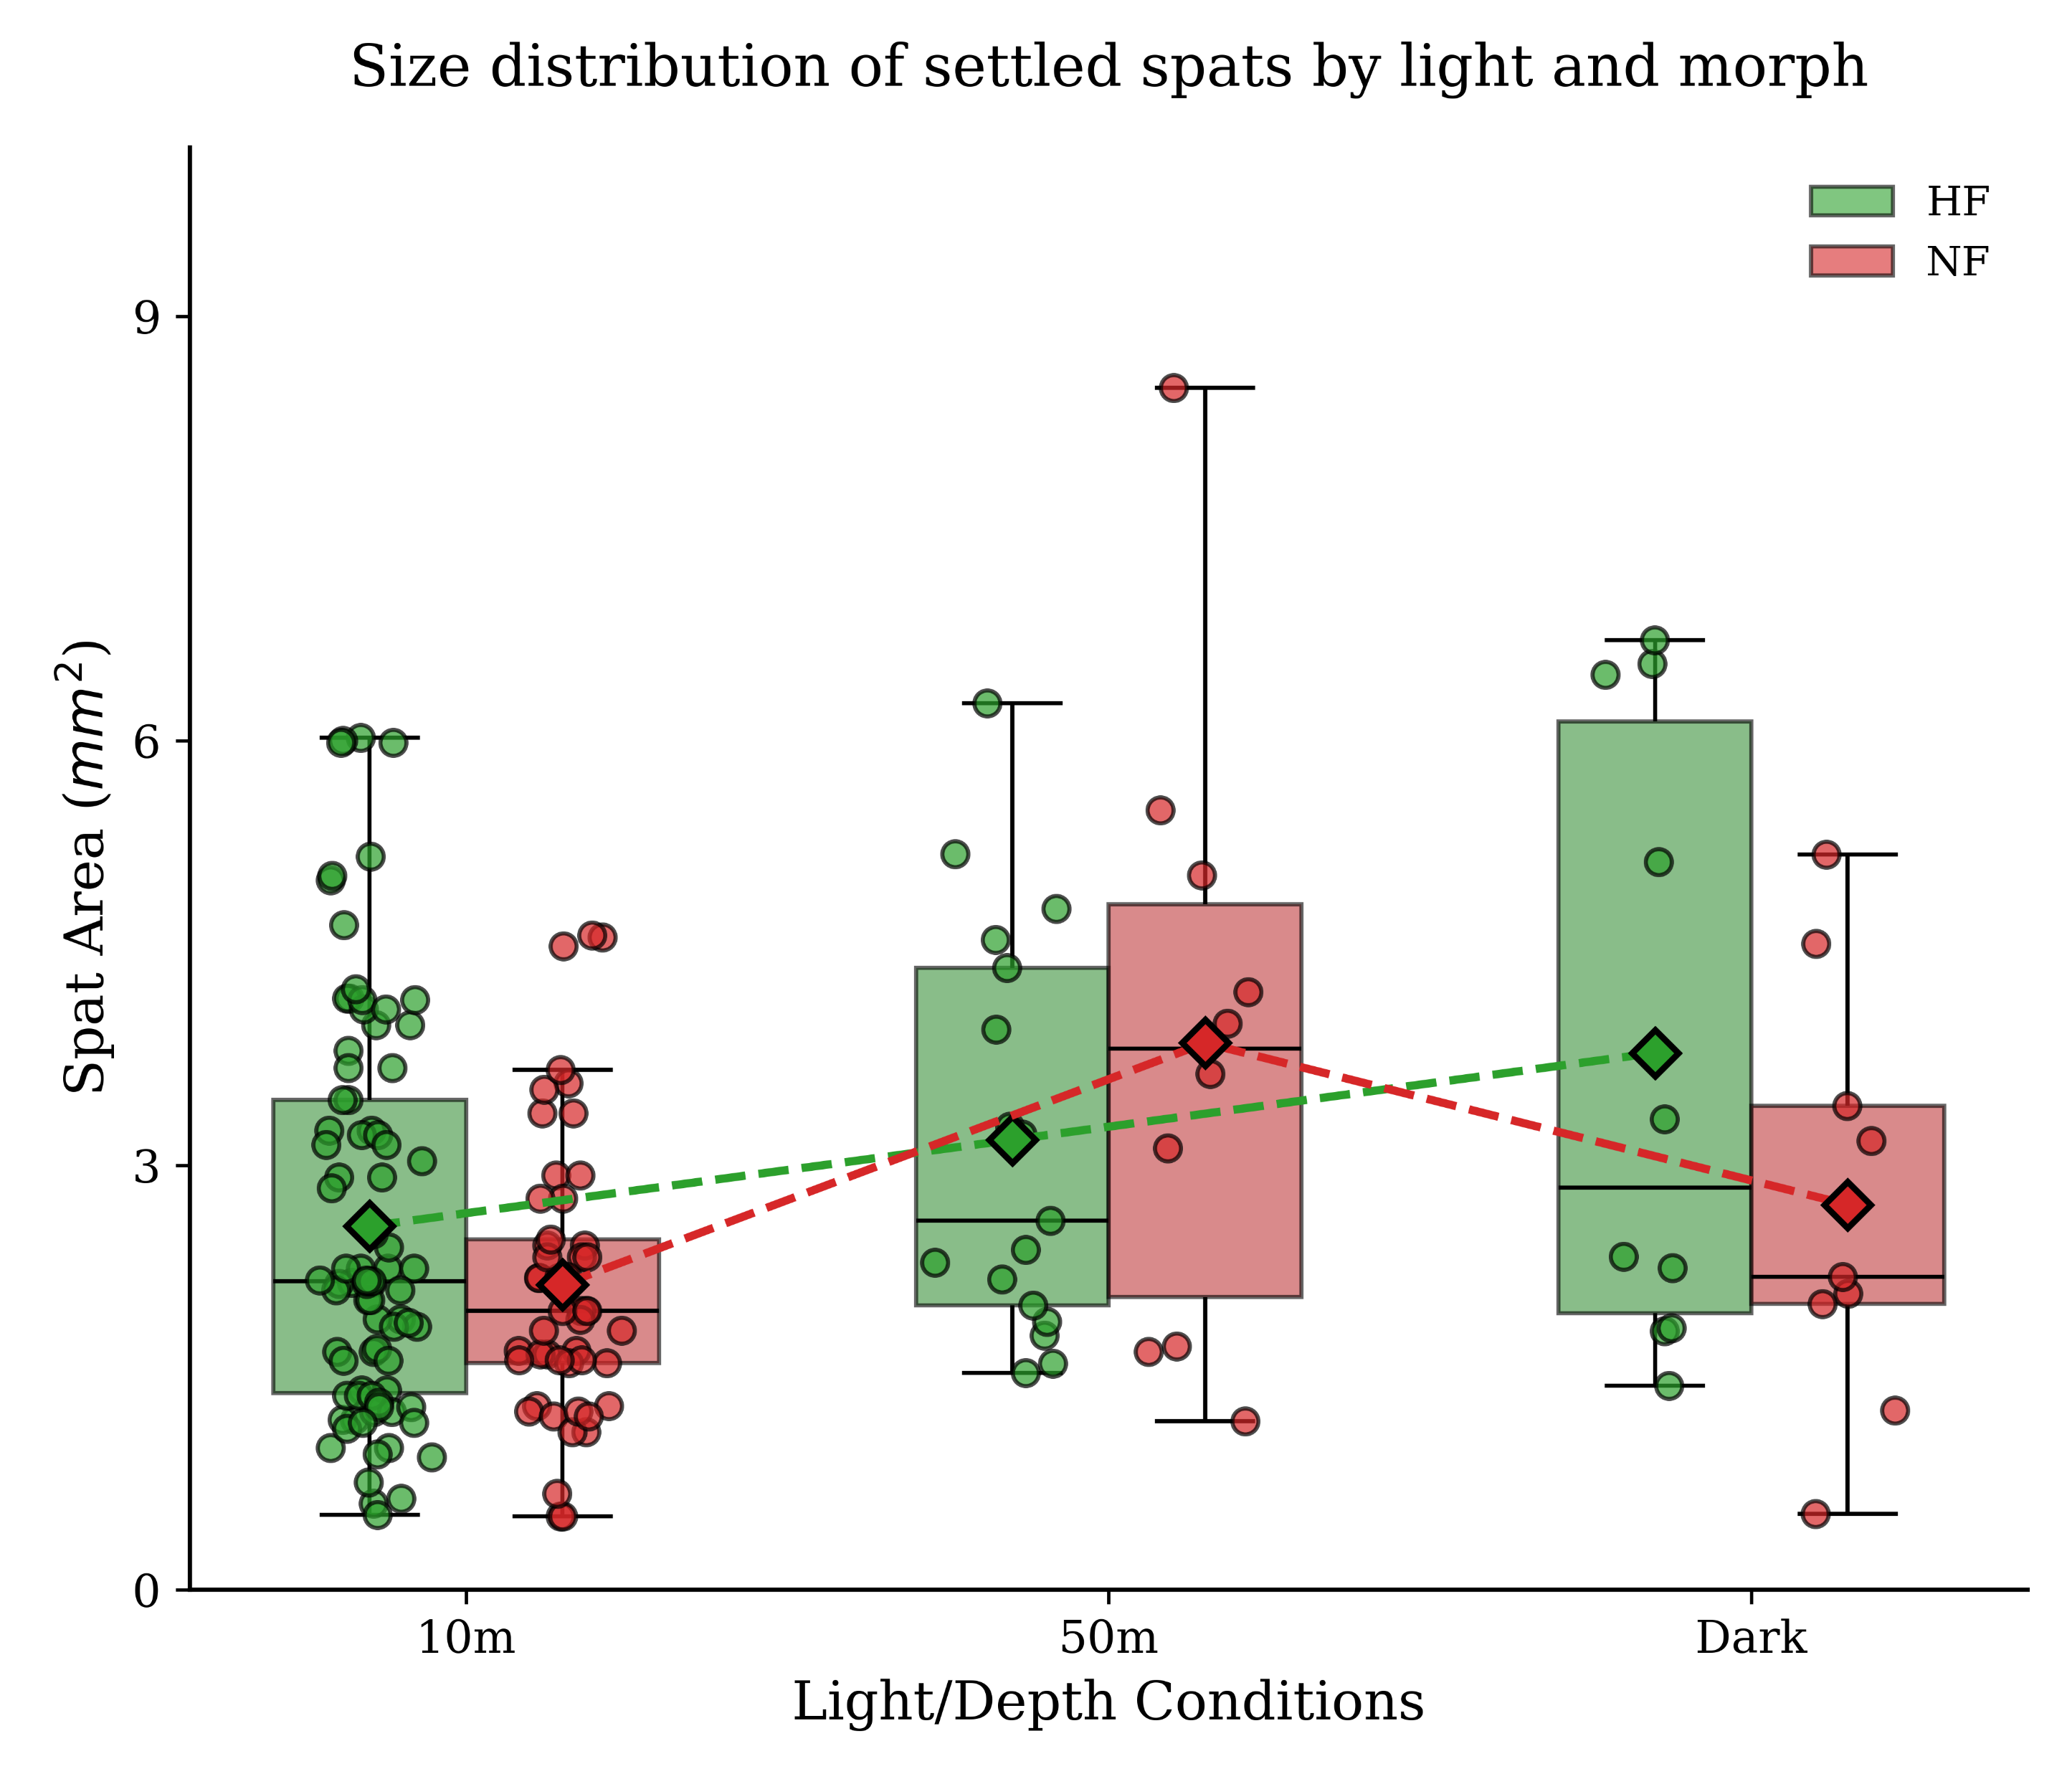 Size distribution of settled spats by light and morph
HF
NF
Spat Area (mm²)
9
6
3
0
10m
50m
Dark
Light/Depth Conditions